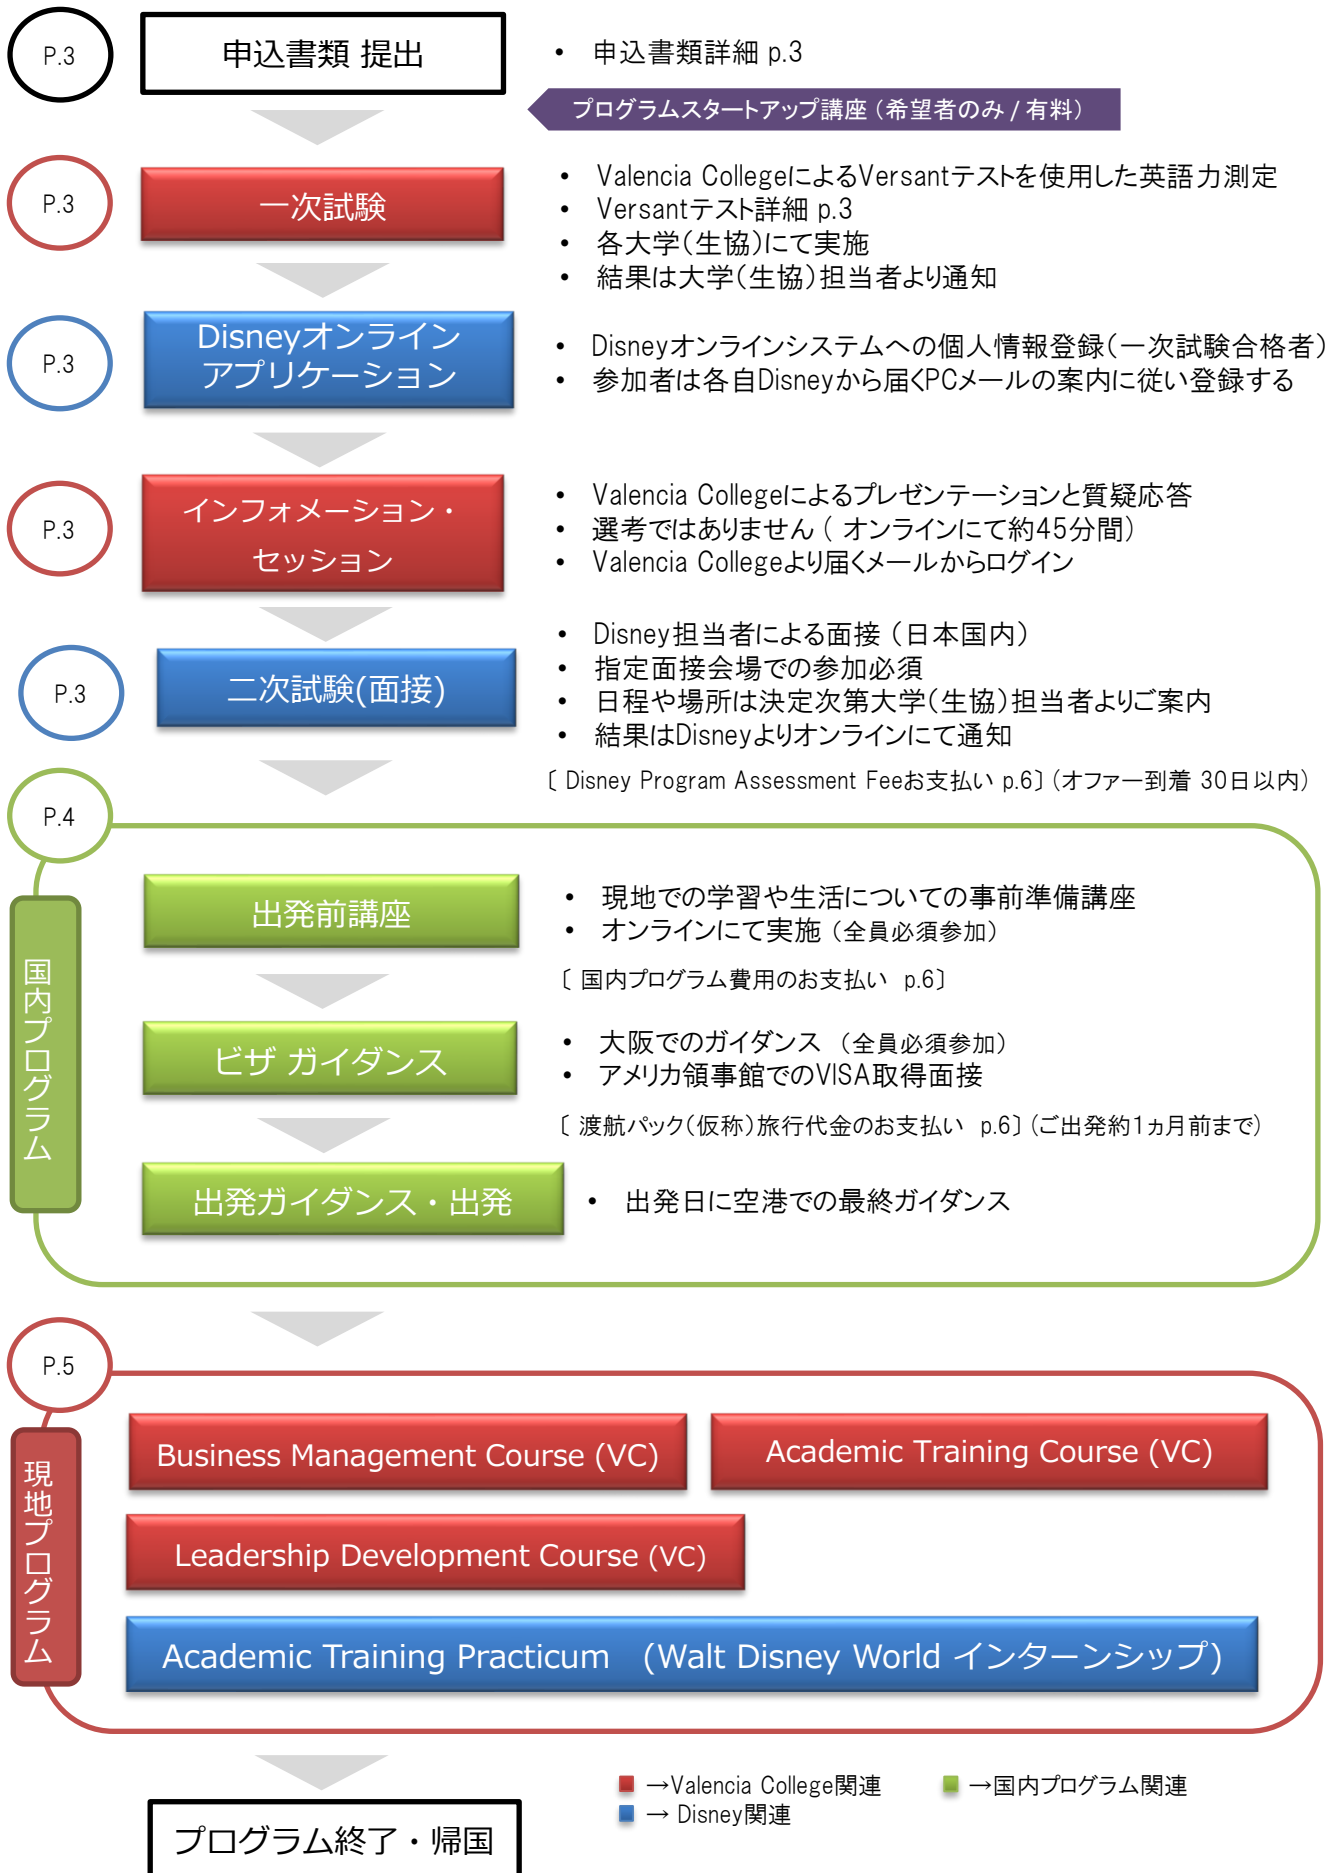 P.3
申込書類 提出
• 申込書類詳細 p.3
プログラムスタートアップ講座（希望者のみ / 有料）
P.3
一次試験
• Valencia CollegeによるVersantテストを使用した英語力測定
• Versantテスト詳細 p.3
• 各大学（生協）にて実施
• 結果は大学（生協）担当者より通知
P.3
Disneyオンライン
アプリケーション
• Disneyオンラインシステムへの個人情報登録（一次試験合格者）
• 参加者は各自Disneyから届くPCメールの案内に従い登録する
P.3
インフォメーション・
セッション
• Valencia Collegeによるプレゼンテーションと質疑応答
• 選考ではありません（ オンラインにて約45分間）
• Valencia Collegeより届くメールからログイン
P.3
二次試験(面接)
• Disney担当者による面接（日本国内）
• 指定面接会場での参加必須
• 日程や場所は決定次第大学（生協）担当者よりご案内
• 結果はDisneyよりオンラインにて通知
〔 Disney Program Assessment Feeお支払い p.6〕（オファー到着 30日以内）
P.4
国内プログラム
出発前講座
• 現地での学習や生活についての事前準備講座
• オンラインにて実施（全員必須参加）
〔 国内プログラム費用のお支払い p.6〕
ビザ ガイダンス
• 大阪でのガイダンス （全員必須参加）
• アメリカ領事館でのVISA取得面接
〔 渡航パック（仮称）旅行代金のお支払い p.6〕（ご出発約1ヵ月前まで）
出発ガイダンス・出発
• 出発日に空港での最終ガイダンス
P.5
現地プログラム
Business Management Course (VC)
Academic Training Course (VC)
Leadership Development Course (VC)
Academic Training Practicum (Walt Disney World インターンシップ)
→Valencia College関連
→国内プログラム関連
→ Disney関連
プログラム終了・帰国